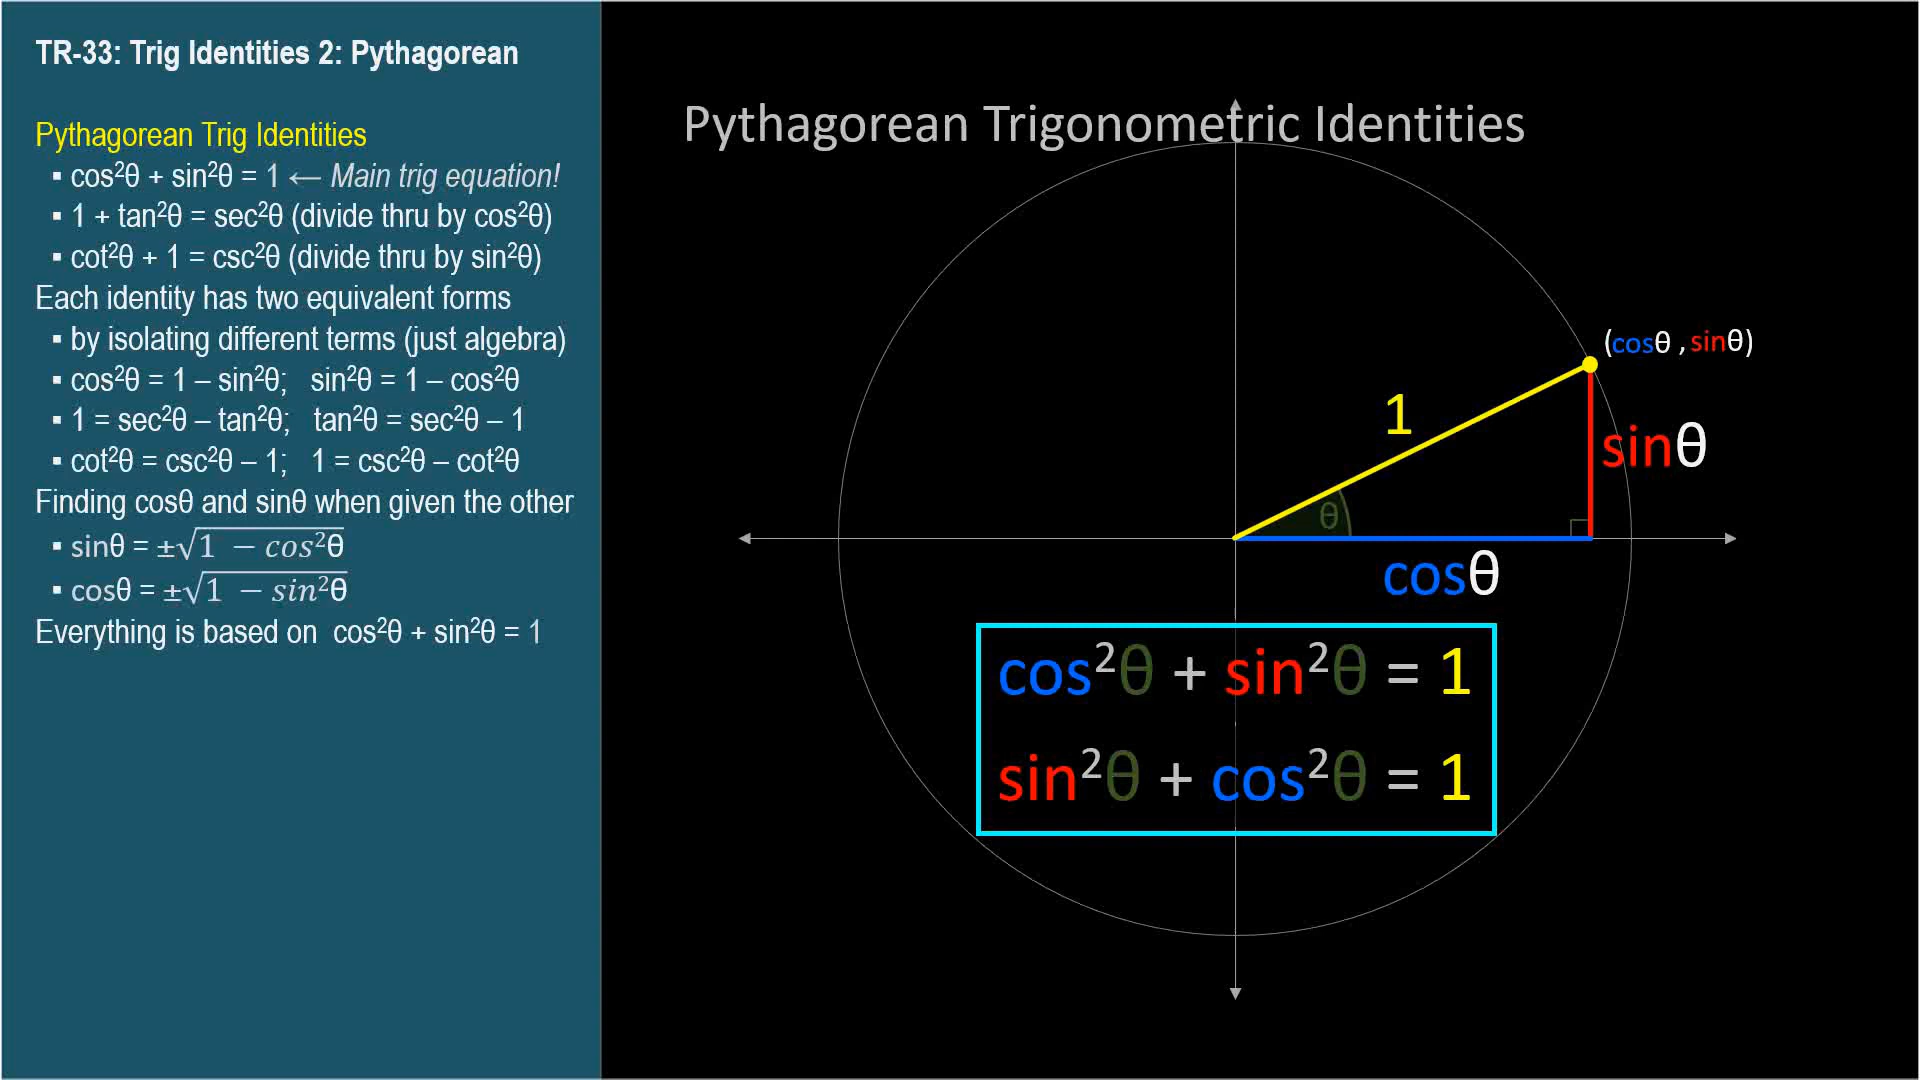 TR-33: Trig Identities 2: Pythagorean
Pythagorean Trig Identities
▪ cos²θ + sin²θ = 1 ← Main trig equation!
▪ 1 + tan²θ = sec²θ (divide thru by cos²θ)
▪ cot²θ + 1 = csc²θ (divide thru by sin²θ)
Each identity has two equivalent forms
▪ by isolating different terms (just algebra)
▪ cos²θ = 1 – sin²θ; sin²θ = 1 – cos²θ
▪ 1 = sec²θ – tan²θ; tan²θ = sec²θ – 1
▪ cot²θ = csc²θ – 1; 1 = csc²θ – cot²θ
Finding cosθ and sinθ when given the other
▪ sinθ = ±√(1 − cos²θ)
▪ cosθ = ±√(1 − sin²θ)
Everything is based on cos²θ + sin²θ = 1
Pythagorean Trigonometric Identities
(cosθ , sinθ)
1
sinθ
θ
cosθ
cos²θ + sin²θ = 1
sin²θ + cos²θ = 1